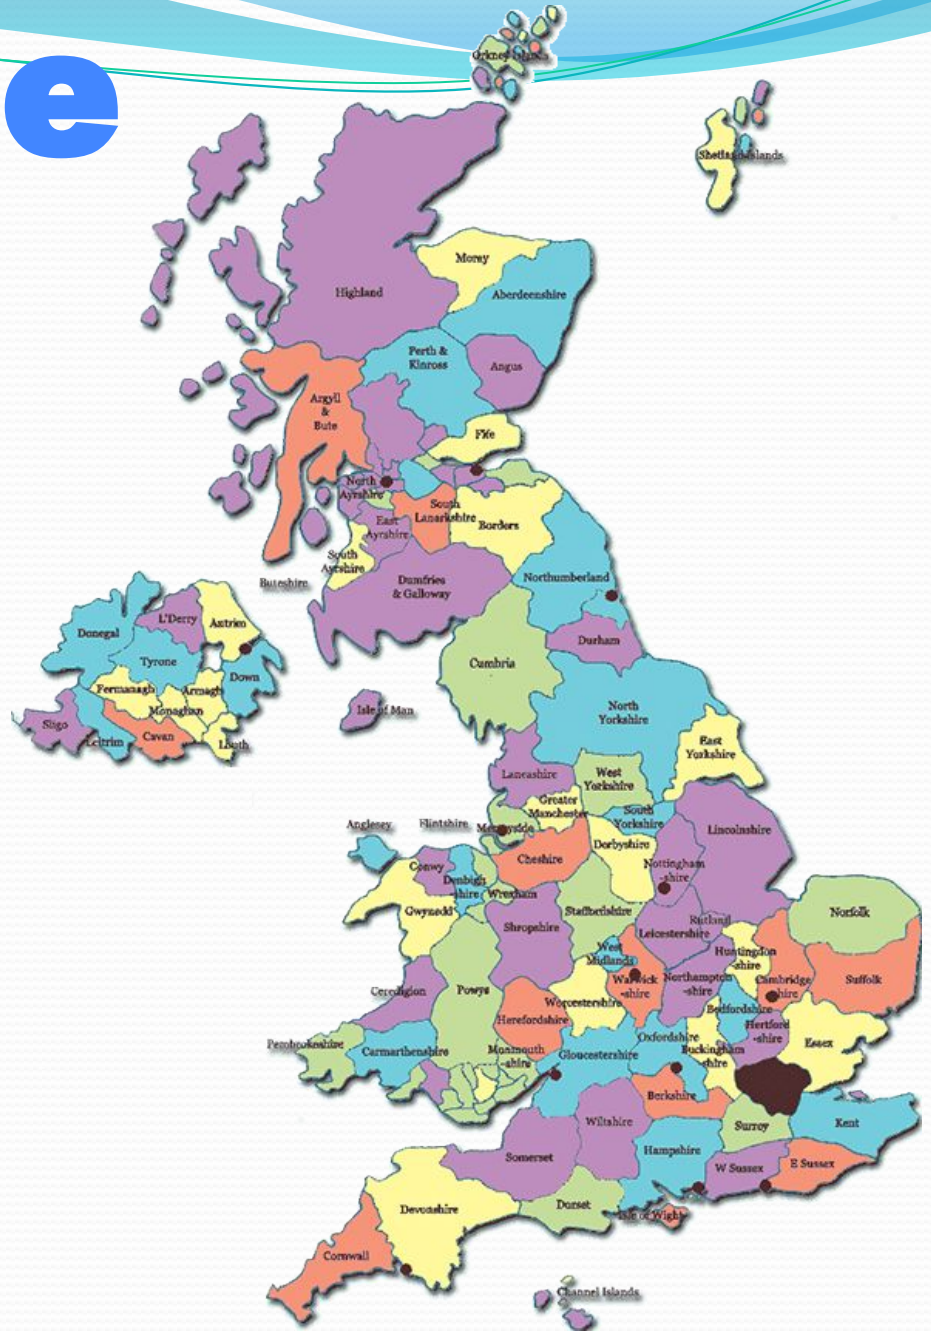 e
Orkney Islands
Shetland Islands
Moray
Highland
Aberdeenshire
Perth &
Kinross
Angus
Argyll
&
Bute
Fife
North
Ayrshire
South
Lanarkshire
East
Ayrshire
Borders
South
Ayrshire
Buteshire
Dumfries
& Galloway
Northumberland
Donegal
L'Derry
Antrim
Tyrone
Down
Fermanagh
Armagh
Monaghan
Sligo
Leitrim
Cavan
Louth
Durham
Cumbria
Isle of Man
North
Yorkshire
East
Yorkshire
Lancashire
West
Yorkshire
Greater
Manchester
South
Yorkshire
Anglesey
Flintshire
Merseyside
Lincolnshire
Cheshire
Derbyshire
Nottingham
-shire
Conwy
Denbigh
-shire
Wrexham
Gwynedd
Shropshire
Staffordshire
Norfolk
Rutland
Leicestershire
West
Midlands
Huntingdon
-shire
Ceredigion
Powys
Warwick
-shire
Northampton
-shire
Cambridge
-shire
Suffolk
Worcestershire
Herefordshire
Bedfordshire
Pembrokeshire
Carmarthenshire
Monmouth
-shire
Gloucestershire
Oxfordshire
Buckingham
-shire
Hertford
-shire
Essex
Berkshire
Wiltshire
Surrey
Kent
Somerset
Hampshire
W Sussex
E Sussex
Devonshire
Dorset
Isle of Wight
Cornwall
Channel Islands